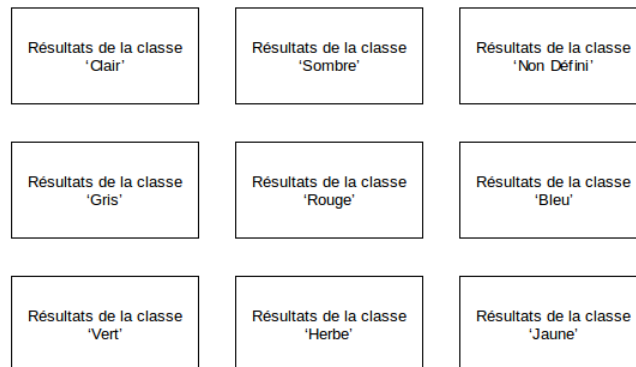 Résultats de la classe
‘Clair’
Résultats de la classe
‘Sombre’
Résultats de la classe
‘Non Défini’
Résultats de la classe
‘Gris’
Résultats de la classe
‘Rouge’
Résultats de la classe
‘Bleu’
Résultats de la classe
‘Vert’
Résultats de la classe
‘Herbe’
Résultats de la classe
‘Jaune’